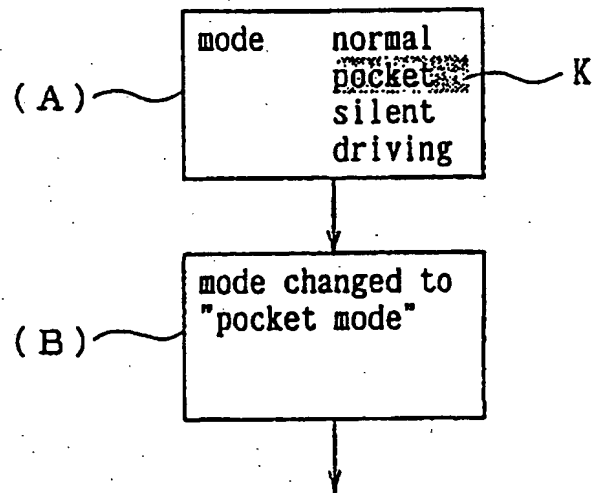 mode normal
pocket
silent
driving
(A)
K
mode changed to
"pocket mode"
(B)